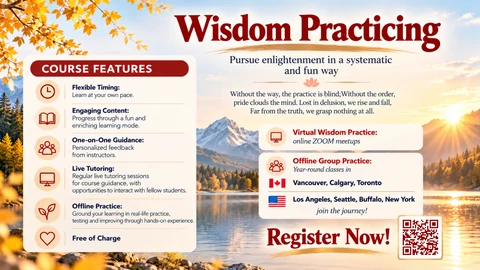 Wisdom Practicing
Pursue enlightenment in a systematic
and fun way
Without the way, the practice is blind;Without the order,
pride clouds the mind. Lost in delusion, we rise and fall,
Far from the truth, we grasp nothing at all.
COURSE FEATURES
Flexible Timing:
Learn at your own pace.
Engaging Content:
Progress through a fun and
enriching learning mode.
One-on-One Guidance:
Personalized feedback
from instructors.
Live Tutoring:
Regular live tutoring sessions
for course guidance, with
opportunities to interact with fellow students.
Offline Practice:
Ground your learning in real-life practice,
testing and improving through hands-on experience.
Free of Charge
Virtual Wisdom Practice:
online ZOOM meetups
Offline Group Practice:
Year-round classes in
Vancouver, Calgary, Toronto
Los Angeles, Seattle, Buffalo, New York
join the journey!
Register Now!